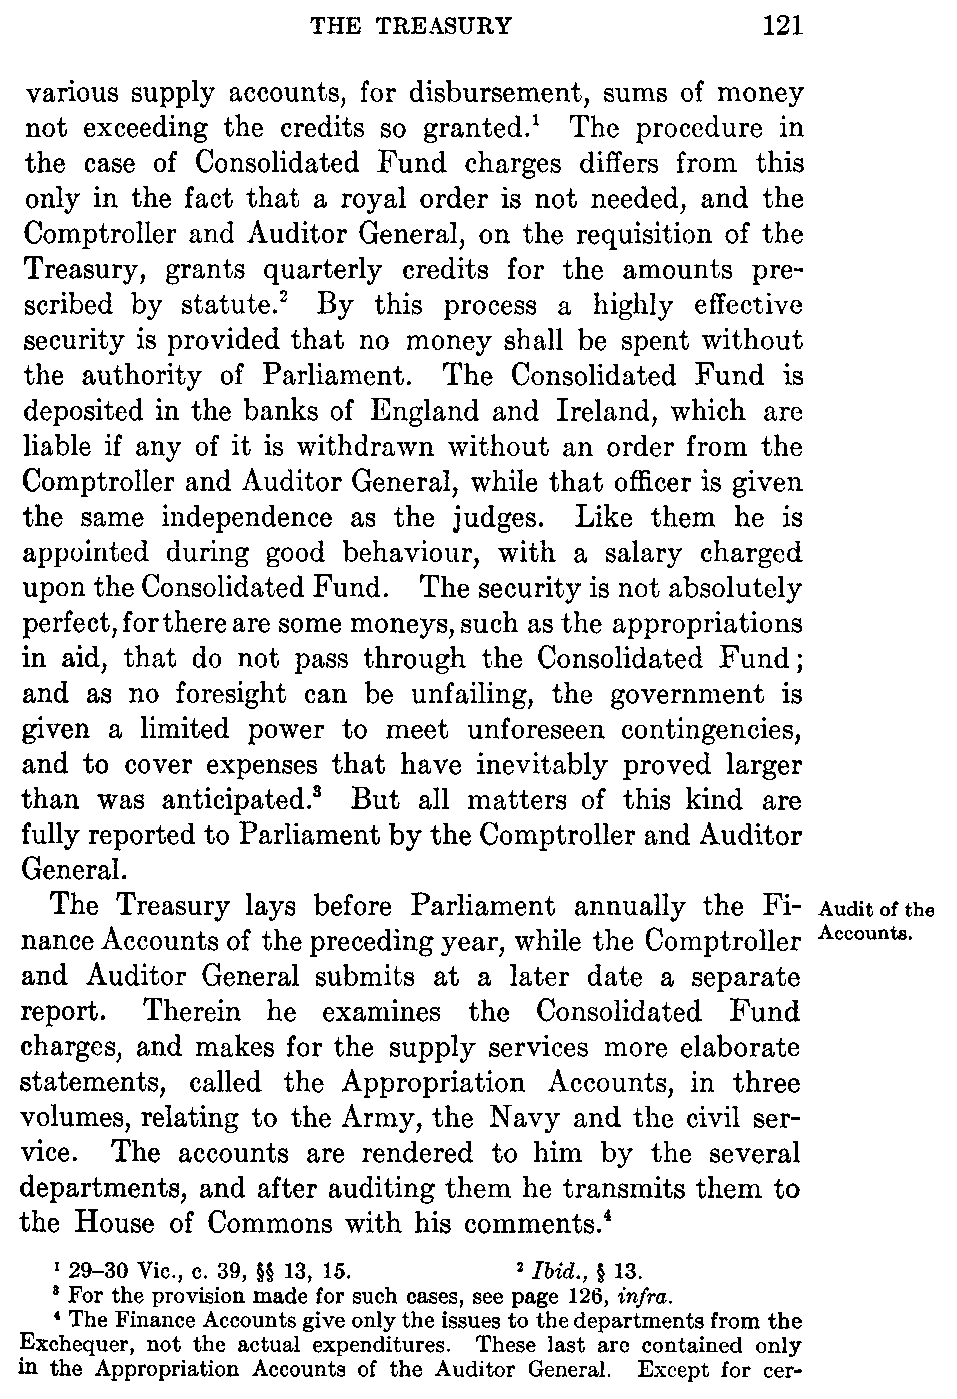 THE TREASURY 121
various supply accounts, for disbursement, sums of money
not exceeding the credits so granted.¹ The procedure in
the case of Consolidated Fund charges differs from this
only in the fact that a royal order is not needed, and the
Comptroller and Auditor General, on the requisition of the
Treasury, grants quarterly credits for the amounts pre-
scribed by statute.² By this process a highly effective
security is provided that no money shall be spent without
the authority of Parliament. The Consolidated Fund is
deposited in the banks of England and Ireland, which are
liable if any of it is withdrawn without an order from the
Comptroller and Auditor General, while that officer is given
the same independence as the judges. Like them he is
appointed during good behaviour, with a salary charged
upon the Consolidated Fund. The security is not absolutely
perfect, for there are some moneys, such as the appropriations
in aid, that do not pass through the Consolidated Fund;
and as no foresight can be unfailing, the government is
given a limited power to meet unforeseen contingencies,
and to cover expenses that have inevitably proved larger
than was anticipated.³ But all matters of this kind are
fully reported to Parliament by the Comptroller and Auditor
General.
The Treasury lays before Parliament annually the Fi-
nance Accounts of the preceding year, while the Comptroller
and Auditor General submits at a later date a separate
report. Therein he examines the Consolidated Fund
charges, and makes for the supply services more elaborate
statements, called the Appropriation Accounts, in three
volumes, relating to the Army, the Navy and the civil ser-
vice. The accounts are rendered to him by the several
departments, and after auditing them he transmits them to
the House of Commons with his comments.⁴
Audit of the
Accounts.
¹ 29–30 Vic., c. 39, §§ 13, 15. ² Ibid., § 13.
³ For the provision made for such cases, see page 126, infra.
⁴ The Finance Accounts give only the issues to the departments from the
Exchequer, not the actual expenditures. These last are contained only
in the Appropriation Accounts of the Auditor General. Except for cer-